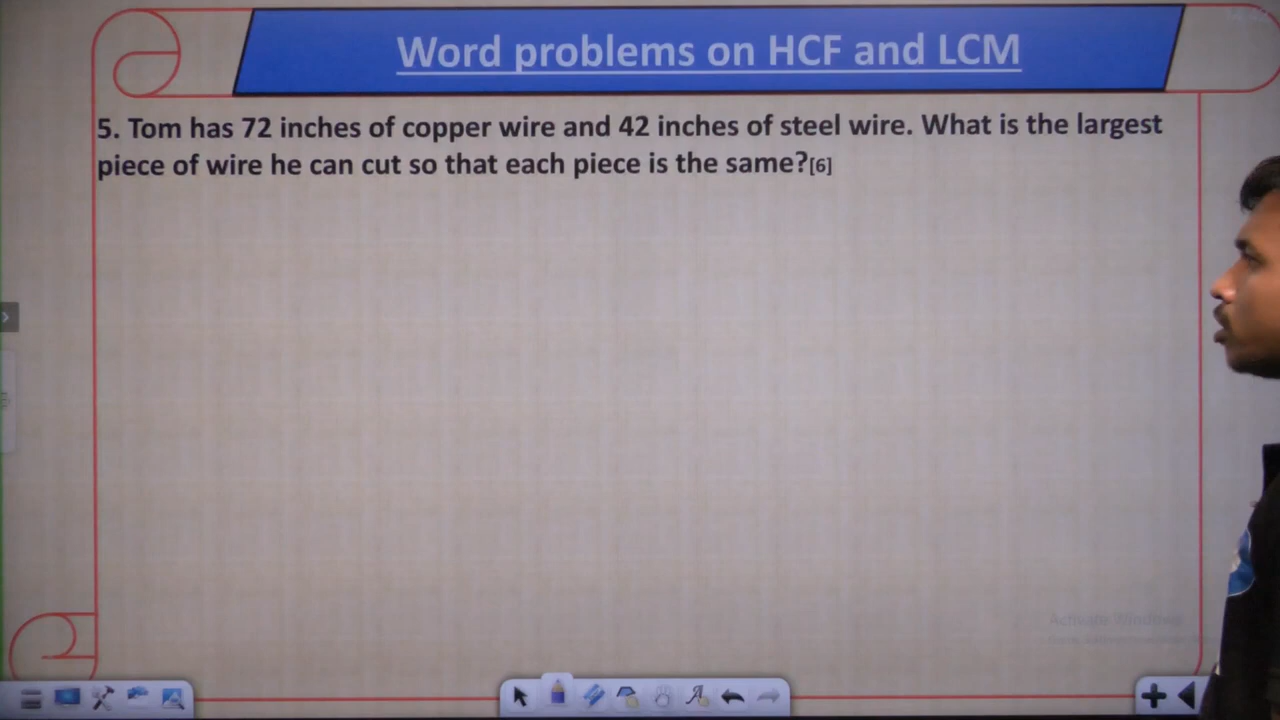 Word problems on HCF and LCM
5. Tom has 72 inches of copper wire and 42 inches of steel wire. What is the largest
piece of wire he can cut so that each piece is the same?[6]
Activate Windows